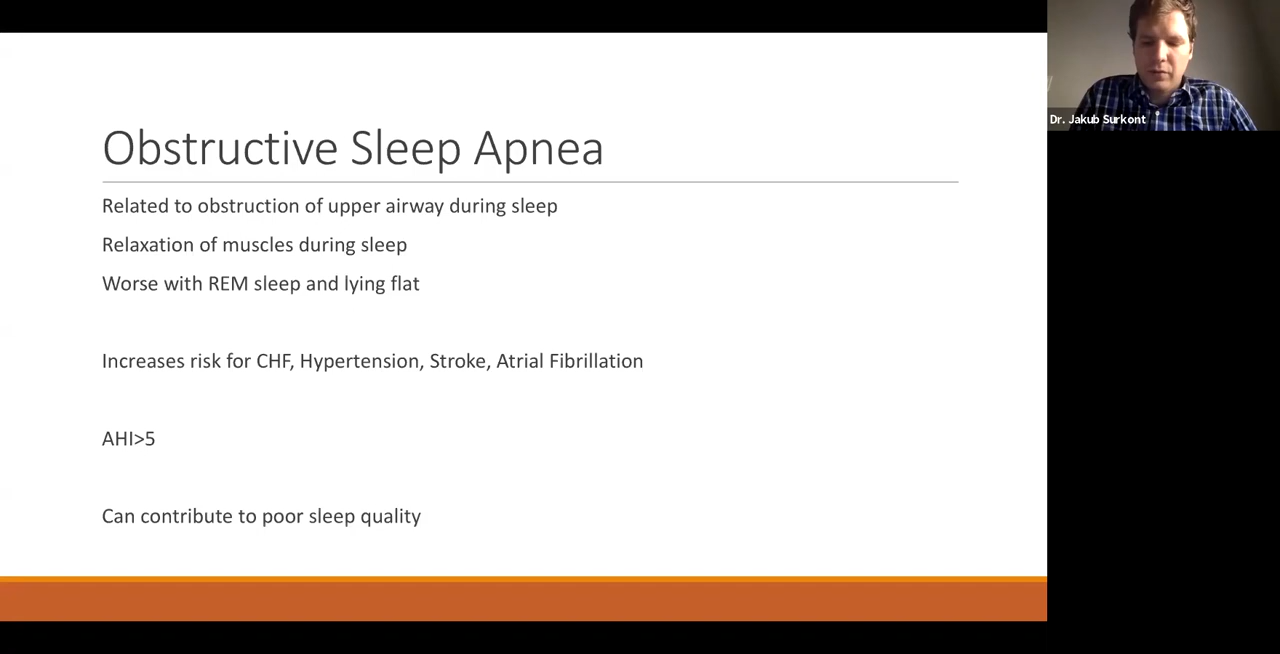 Obstructive Sleep Apnea
Related to obstruction of upper airway during sleep
Relaxation of muscles during sleep
Worse with REM sleep and lying flat
Increases risk for CHF, Hypertension, Stroke, Atrial Fibrillation
AHI>5
Can contribute to poor sleep quality
Dr. Jakub Surkont